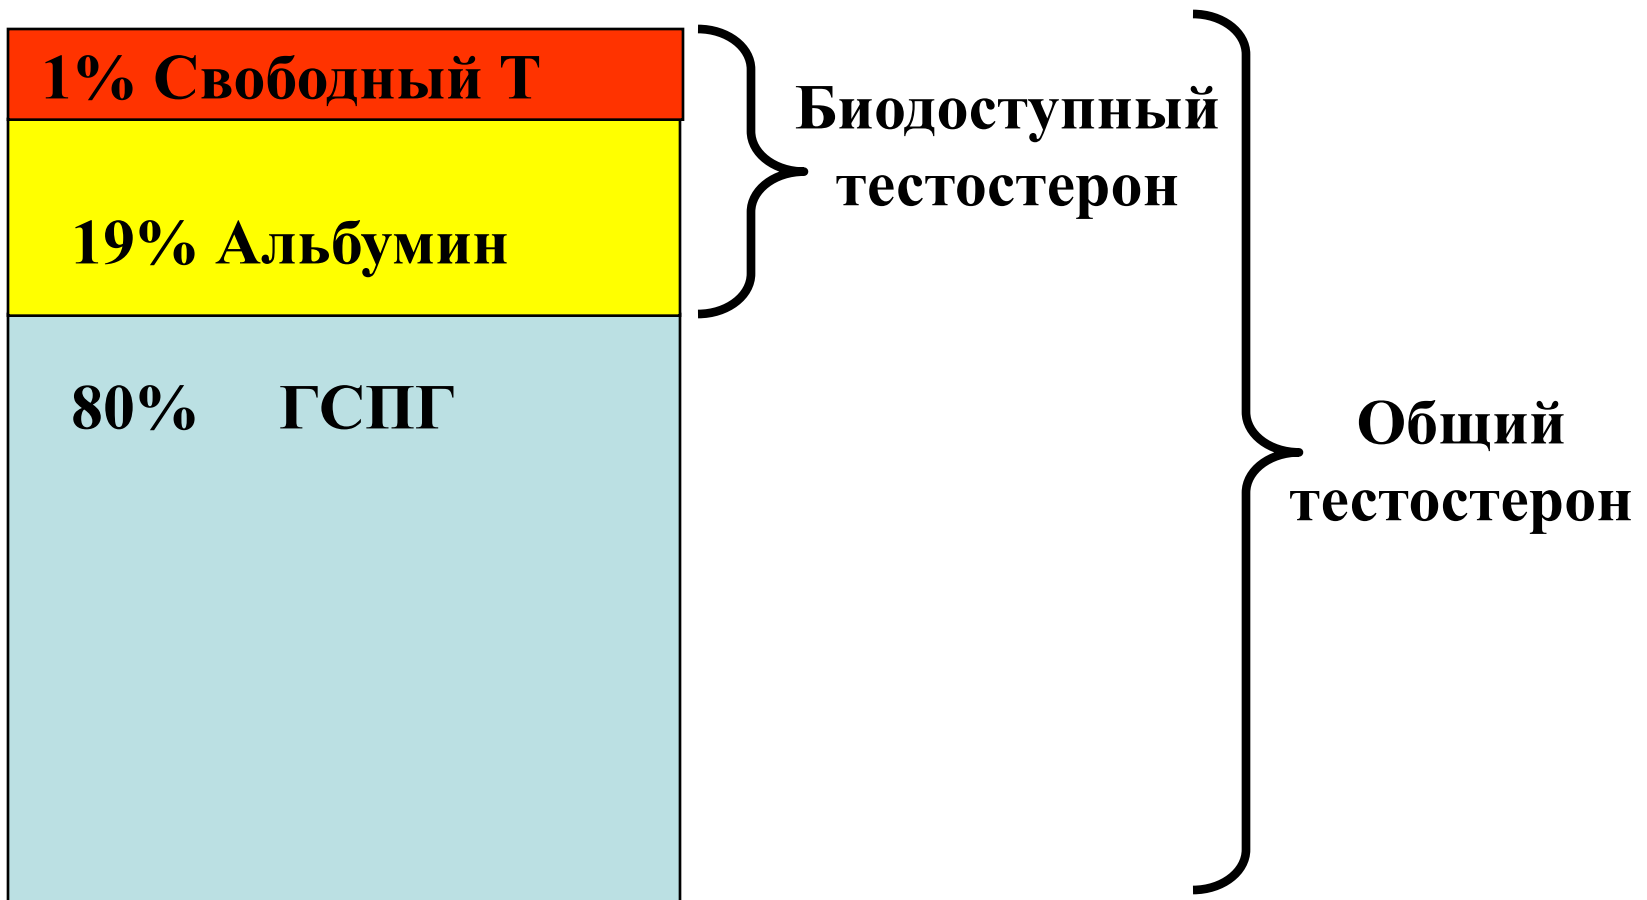 1% Свободный Т
Биодоступный
тестостерон
19% Альбумин
80% ГСПГ
Общий
тестостерон